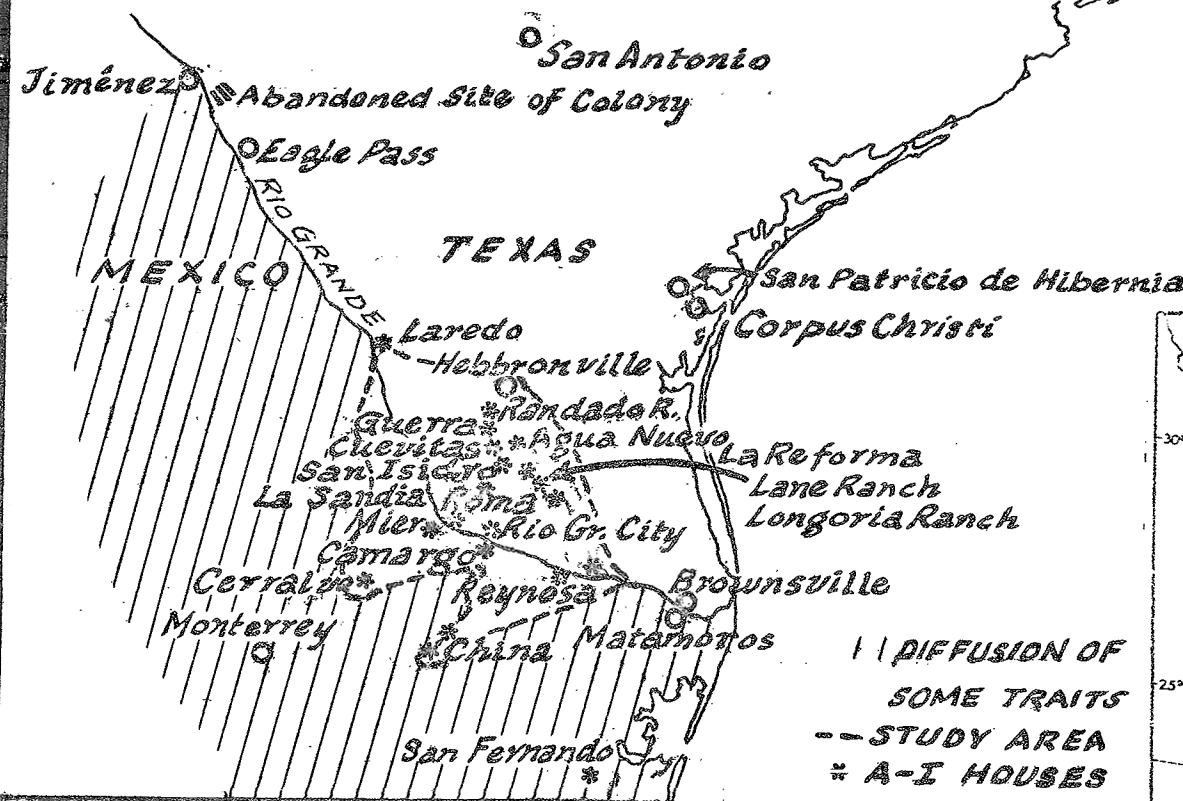 San Antonio
Jiménez
Abandoned Site of Colony
Eagle Pass
RIO GRANDE
TEXAS
MEXICO
San Patricio de Hibernia
Corpus Christi
Laredo
Hebbronville
Randado R.
Guerra
Agua Nuevo
Cuevitas
La Reforma
San Isidro
Lane Ranch
La Sandia
Roma
Longoria Ranch
Mier
Rio Gr. City
Camargo
Cerralvo
Reynosa
Brownsville
Monterrey
Matamoros
China
San Fernando
|| DIFFUSION OF
SOME TRAITS
-- STUDY AREA
* A-I HOUSES
30°
25°